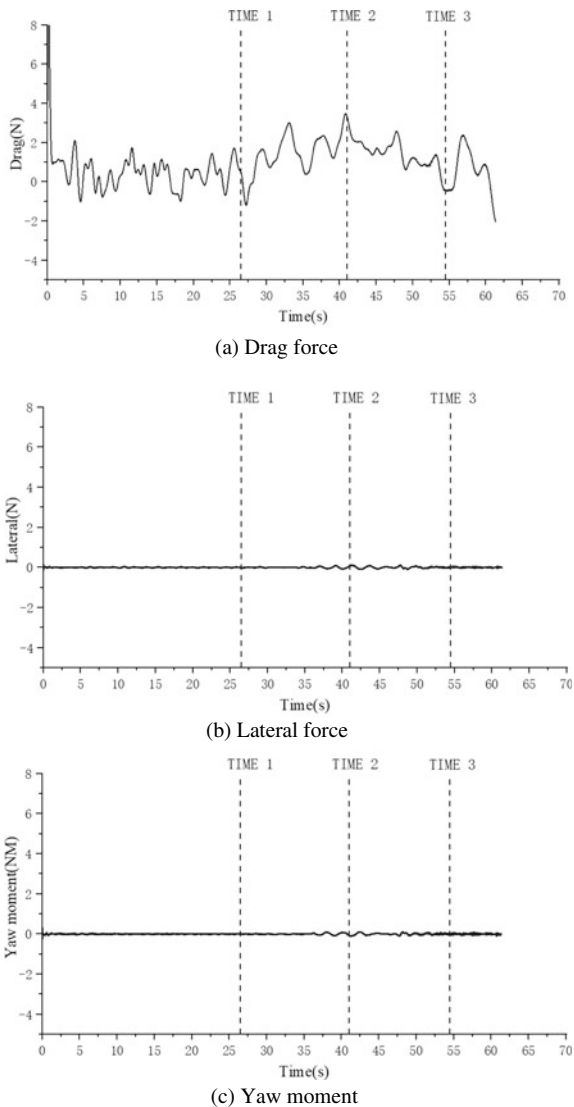 TIME 1 TIME 2 TIME 3
8
6
4
2
0
-2
-4
Drag(N)
0 5 10 15 20 25 30 35 40 45 50 55 60 65 70
Time(s)
(a) Drag force
TIME 1 TIME 2 TIME 3
8
6
4
2
0
-2
-4
Lateral(N)
0 5 10 15 20 25 30 35 40 45 50 55 60 65 70
Time(s)
(b) Lateral force
TIME 1 TIME 2 TIME 3
8
6
4
2
0
-2
-4
Yaw moment(NM)
0 5 10 15 20 25 30 35 40 45 50 55 60 65 70
Time(s)
(c) Yaw moment